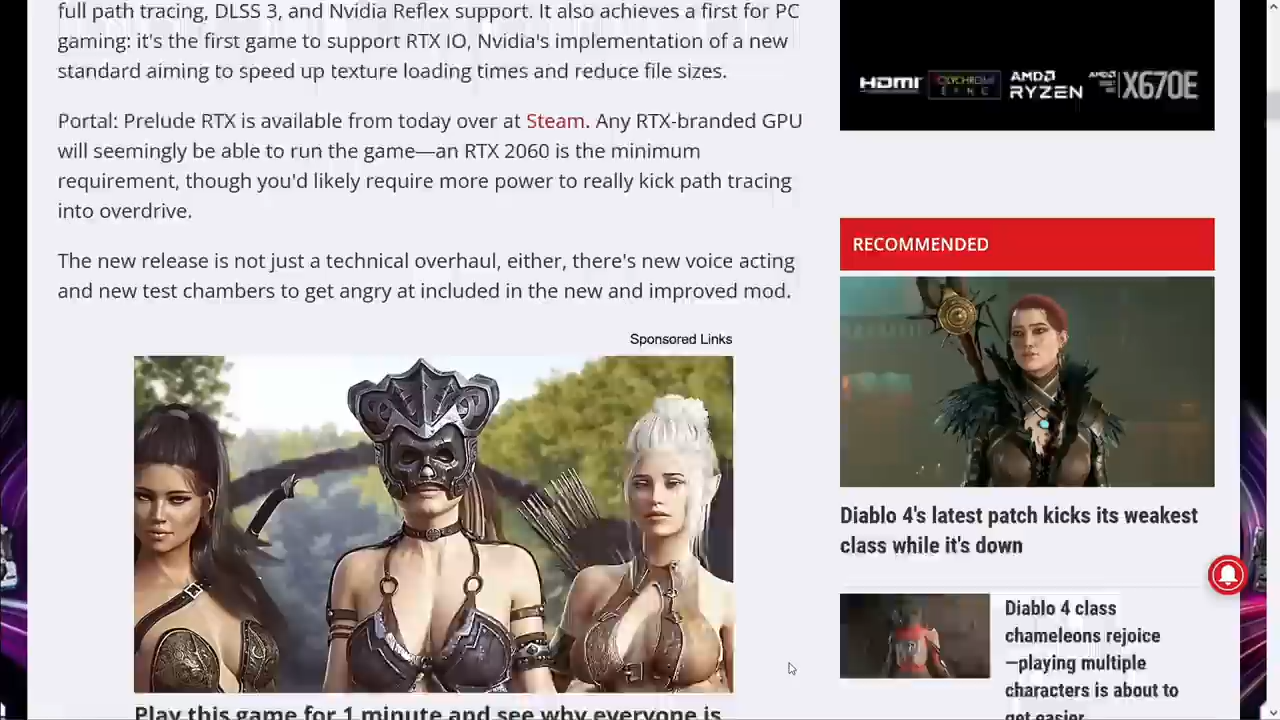 full path tracing, DLSS 3, and Nvidia Reflex support. It also achieves a first for PC
gaming: it's the first game to support RTX IO, Nvidia's implementation of a new
standard aiming to speed up texture loading times and reduce file sizes.
Portal: Prelude RTX is available from today over at Steam. Any RTX-branded GPU
will seemingly be able to run the game—an RTX 2060 is the minimum
requirement, though you'd likely require more power to really kick path tracing
into overdrive.
The new release is not just a technical overhaul, either, there's new voice acting
and new test chambers to get angry at included in the new and improved mod.
Sponsored Links
Play this game for 1 minute and see why everyone is
HDMI POLYCHROME SYNC AMD RYZEN AMD X670E
RECOMMENDED
Diablo 4's latest patch kicks its weakest
class while it's down
Diablo 4 class
chameleons rejoice
—playing multiple
characters is about to
get easier